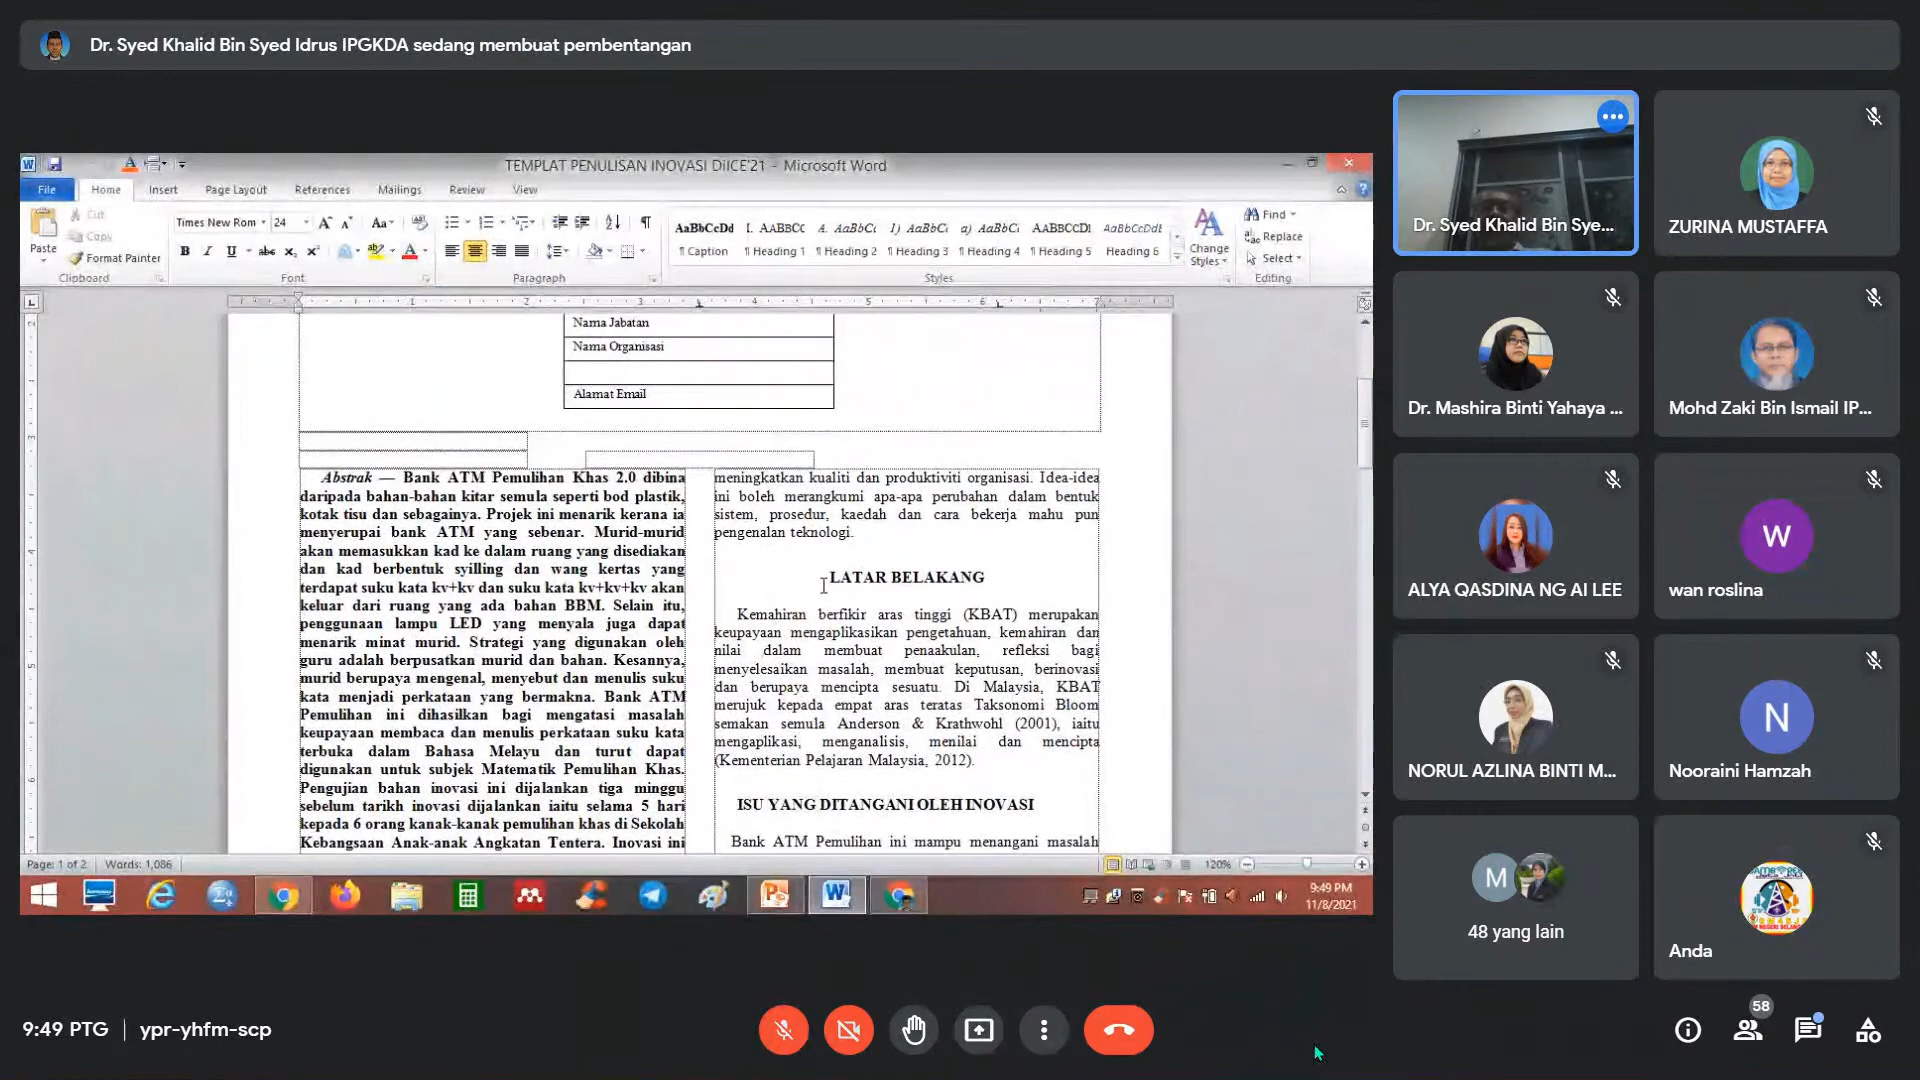 Dr. Syed Khalid Bin Syed Idrus IPGKDA sedang membuat pembentangan
TEMPLAT PENULISAN INOVASI DiICE'21 - Microsoft Word
File Home Insert Page Layout References Mailings Review View
Paste
Cut
Copy
Format Painter
Clipboard
Times New Rom 24
Font
Paragraph
AaBbCcDd I. AABBC A. AaBbC 1) AaBbC a) AaBbC AABBCCDI AaBbCcDdE
Caption Heading 1 Heading 2 Heading 3 Heading 4 Heading 5 Heading 6
Change Styles
Styles
Find
Replace
Select
Editing
Nama Jabatan
Nama Organisasi
Alamat Email
Abstrak — Bank ATM Pemulihan Khas 2.0 dibina
daripada bahan-bahan kitar semula seperti bod plastik,
kotak tisu dan sebagainya. Projek ini menarik kerana ia
menyerupai bank ATM yang sebenar. Murid-murid
akan memasukkan kad ke dalam ruang yang disediakan
dan kad berbentuk syilling dan wang kertas yang
terdapat suku kata kv+kv dan suku kata kv+kv+kv akan
keluar dari ruang yang ada bahan BBM. Selain itu,
penggunaan lampu LED yang menyala juga dapat
menarik minat murid. Strategi yang digunakan oleh
guru adalah berpusatkan murid dan bahan. Kesannya,
murid berupaya mengenal, menyebut dan menulis suku
kata menjadi perkataan yang bermakna. Bank ATM
Pemulihan ini dihasilkan bagi mengatasi masalah
keupayaan membaca dan menulis perkataan suku kata
terbuka dalam Bahasa Melayu dan turut dapat
digunakan untuk subjek Matematik Pemulihan Khas.
Pengujian bahan inovasi ini dijalankan tiga minggu
sebelum tarikh inovasi dijalankan iaitu selama 5 hari
kepada 6 orang kanak-kanak pemulihan khas di Sekolah
Kebangsaan Anak-anak Angkatan Tentera. Inovasi ini
meningkatkan kualiti dan produktiviti organisasi. Idea-idea
ini boleh merangkumi apa-apa perubahan dalam bentuk
sistem, prosedur, kaedah dan cara bekerja mahu pun
pengenalan teknologi.
LATAR BELAKANG
Kemahiran berfikir aras tinggi (KBAT) merupakan
keupayaan mengaplikasikan pengetahuan, kemahiran dan
nilai dalam membuat penaakulan, refleksi bagi
menyelesaikan masalah, membuat keputusan, berinovasi
dan berupaya mencipta sesuatu. Di Malaysia, KBAT
merujuk kepada empat aras teratas Taksonomi Bloom
semakan semula Anderson & Krathwohl (2001), iaitu
mengaplikasi, menganalisis, menilai dan mencipta
(Kementerian Pelajaran Malaysia, 2012).
ISU YANG DITANGANI OLEH INOVASI
Bank ATM Pemulihan ini mampu menangani masalah
Page: 1 of 2 Words: 1,086
120%
9:49 PM
11/8/2021
Dr. Syed Khalid Bin Sye...
ZURINA MUSTAFFA
Dr. Mashira Binti Yahaya ...
Mohd Zaki Bin Ismail IP...
ALYA QASDINA NG AI LEE
W
wan roslina
NORUL AZLINA BINTI M...
N
Nooraini Hamzah
M
48 yang lain
Anda
9:49 PTG | ypr-yhfm-scp
58